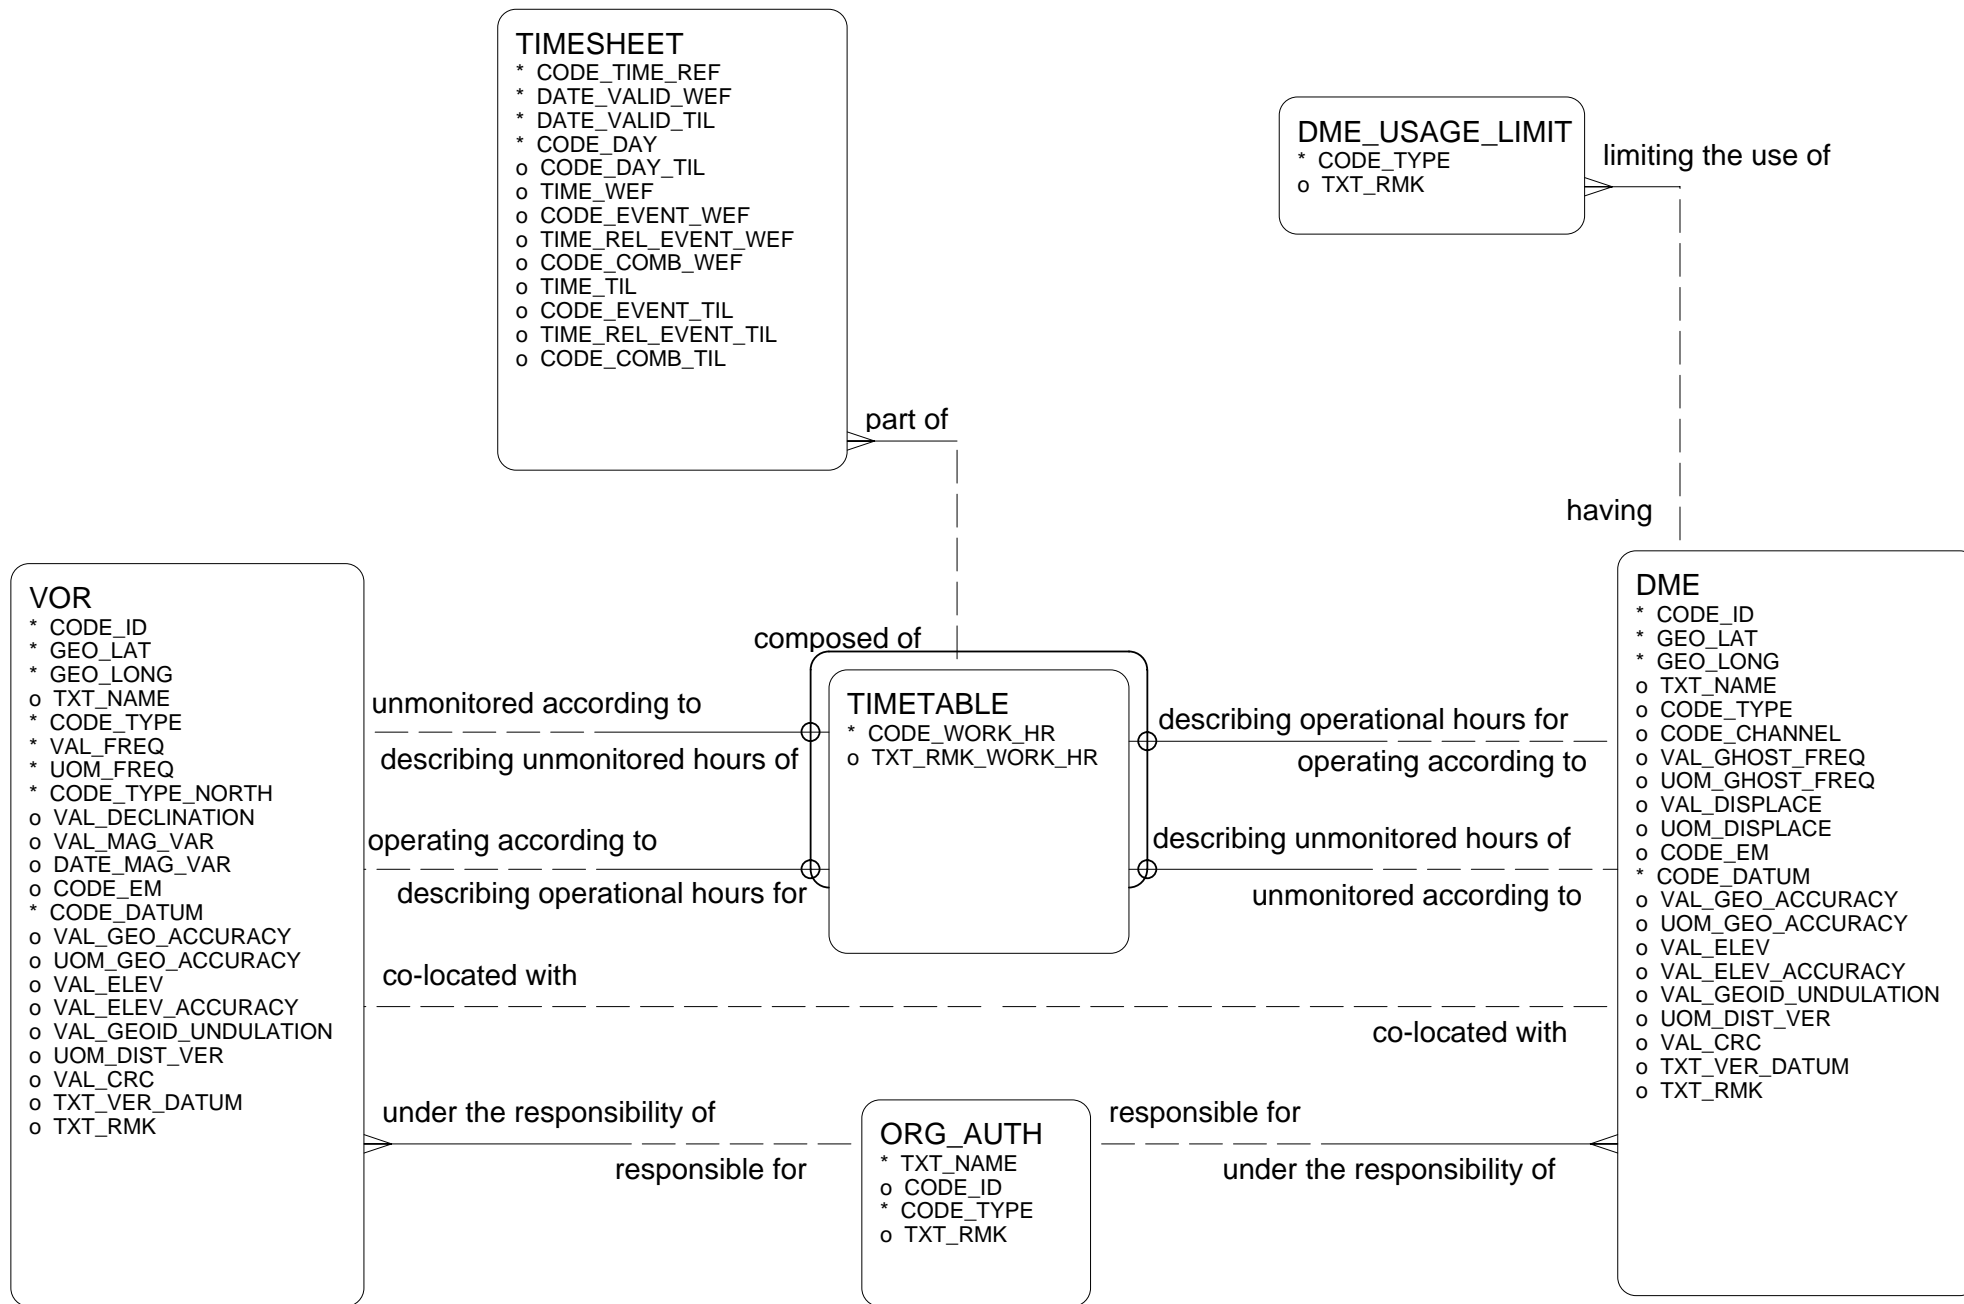 TIMESHEET
* CODE_TIME_REF
* DATE_VALID_WEF
* DATE_VALID_TIL
* CODE_DAY
o CODE_DAY_TIL
o TIME_WEF
o CODE_EVENT_WEF
o TIME_REL_EVENT_WEF
o CODE_COMB_WEF
o TIME_TIL
o CODE_EVENT_TIL
o TIME_REL_EVENT_TIL
o CODE_COMB_TIL
DME_USAGE_LIMIT
* CODE_TYPE
o TXT_RMK
limiting the use of
part of
having
composed of
VOR
* CODE_ID
* GEO_LAT
* GEO_LONG
o TXT_NAME
* CODE_TYPE
* VAL_FREQ
* UOM_FREQ
* CODE_TYPE_NORTH
o VAL_DECLINATION
o VAL_MAG_VAR
o DATE_MAG_VAR
o CODE_EM
* CODE_DATUM
o VAL_GEO_ACCURACY
o UOM_GEO_ACCURACY
o VAL_ELEV
o VAL_ELEV_ACCURACY
o VAL_GEOID_UNDULATION
o UOM_DIST_VER
o VAL_CRC
o TXT_VER_DATUM
o TXT_RMK
unmonitored according to
describing unmonitored hours of
operating according to
describing operational hours for
co-located with
under the responsibility of
responsible for
TIMETABLE
* CODE_WORK_HR
o TXT_RMK_WORK_HR
ORG_AUTH
* TXT_NAME
o CODE_ID
* CODE_TYPE
o TXT_RMK
describing operational hours for
operating according to
describing unmonitored hours of
unmonitored according to
co-located with
responsible for
under the responsibility of
DME
* CODE_ID
* GEO_LAT
* GEO_LONG
o TXT_NAME
o CODE_TYPE
o CODE_CHANNEL
o VAL_GHOST_FREQ
o UOM_GHOST_FREQ
o VAL_DISPLACE
o UOM_DISPLACE
o CODE_EM
* CODE_DATUM
o VAL_GEO_ACCURACY
o UOM_GEO_ACCURACY
o VAL_ELEV
o VAL_ELEV_ACCURACY
o VAL_GEOID_UNDULATION
o UOM_DIST_VER
o VAL_CRC
o TXT_VER_DATUM
o TXT_RMK